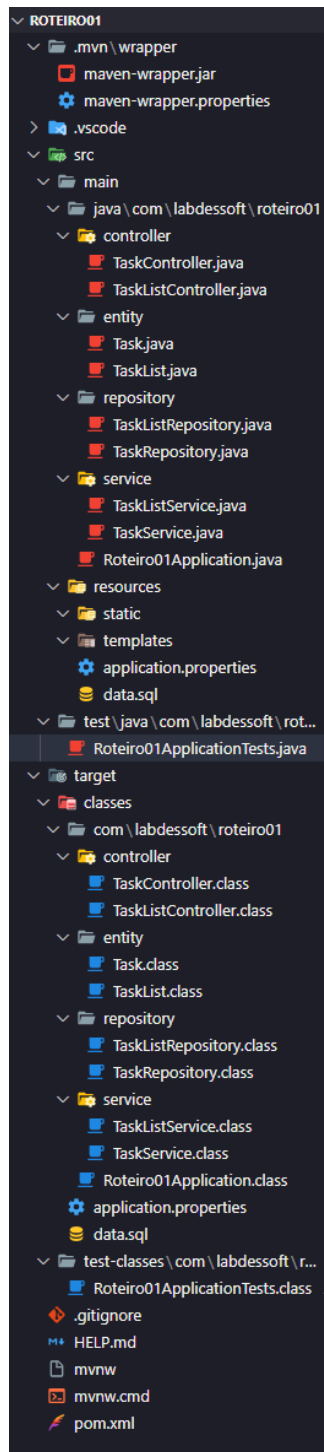 ROTEIRO01
.mvn\wrapper
maven-wrapper.jar
maven-wrapper.properties
.vscode
src
main
java\com\labdessoft\roteiro01
controller
TaskController.java
TaskListController.java
entity
Task.java
TaskList.java
repository
TaskListRepository.java
TaskRepository.java
service
TaskListService.java
TaskService.java
Roteiro01Application.java
resources
static
templates
application.properties
data.sql
test\java\com\labdessoft\rot...
Roteiro01ApplicationTests.java
target
classes
com\labdessoft\roteiro01
controller
TaskController.class
TaskListController.class
entity
Task.class
TaskList.class
repository
TaskListRepository.class
TaskRepository.class
service
TaskListService.class
TaskService.class
Roteiro01Application.class
application.properties
data.sql
test-classes\com\labdessoft\r...
Roteiro01ApplicationTests.class
.gitignore
HELP.md
mvnw
mvnw.cmd
pom.xml